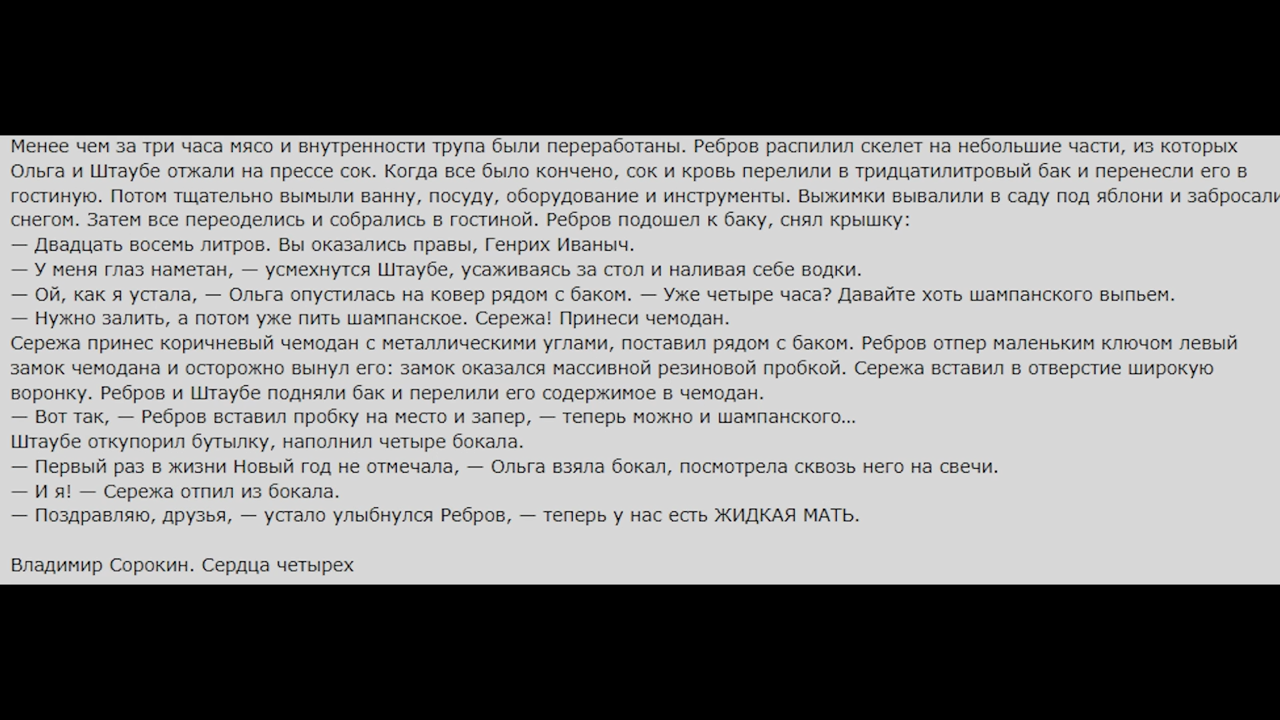 Менее чем за три часа мясо и внутренности трупа были переработаны. Ребров распилил скелет на небольшие части, из которых
Ольга и Штаубе отжали на прессе сок. Когда все было кончено, сок и кровь перелили в тридцатилитровый бак и перенесли его в
гостиную. Потом тщательно вымыли ванну, посуду, оборудование и инструменты. Выжимки вывалили в саду под яблони и забросали
снегом. Затем все переоделись и собрались в гостиной. Ребров подошел к баку, снял крышку:
— Двадцать восемь литров. Вы оказались правы, Генрих Иваныч.
— У меня глаз наметан, — усмехнутся Штаубе, усаживаясь за стол и наливая себе водки.
— Ой, как я устала, — Ольга опустилась на ковер рядом с баком. — Уже четыре часа? Давайте хоть шампанского выпьем.
— Нужно залить, а потом уже пить шампанское. Сережа! Принеси чемодан.
Сережа принес коричневый чемодан с металлическими углами, поставил рядом с баком. Ребров отпер маленьким ключом левый
замок чемодана и осторожно вынул его: замок оказался массивной резиновой пробкой. Сережа вставил в отверстие широкую
воронку. Ребров и Штаубе подняли бак и перелили его содержимое в чемодан.
— Вот так, — Ребров вставил пробку на место и запер, — теперь можно и шампанского…
Штаубе откупорил бутылку, наполнил четыре бокала.
— Первый раз в жизни Новый год не отмечала, — Ольга взяла бокал, посмотрела сквозь него на свечи.
— И я! — Сережа отпил из бокала.
— Поздравляю, друзья, — устало улыбнулся Ребров, — теперь у нас есть ЖИДКАЯ МАТЬ.
Владимир Сорокин. Сердца четырех